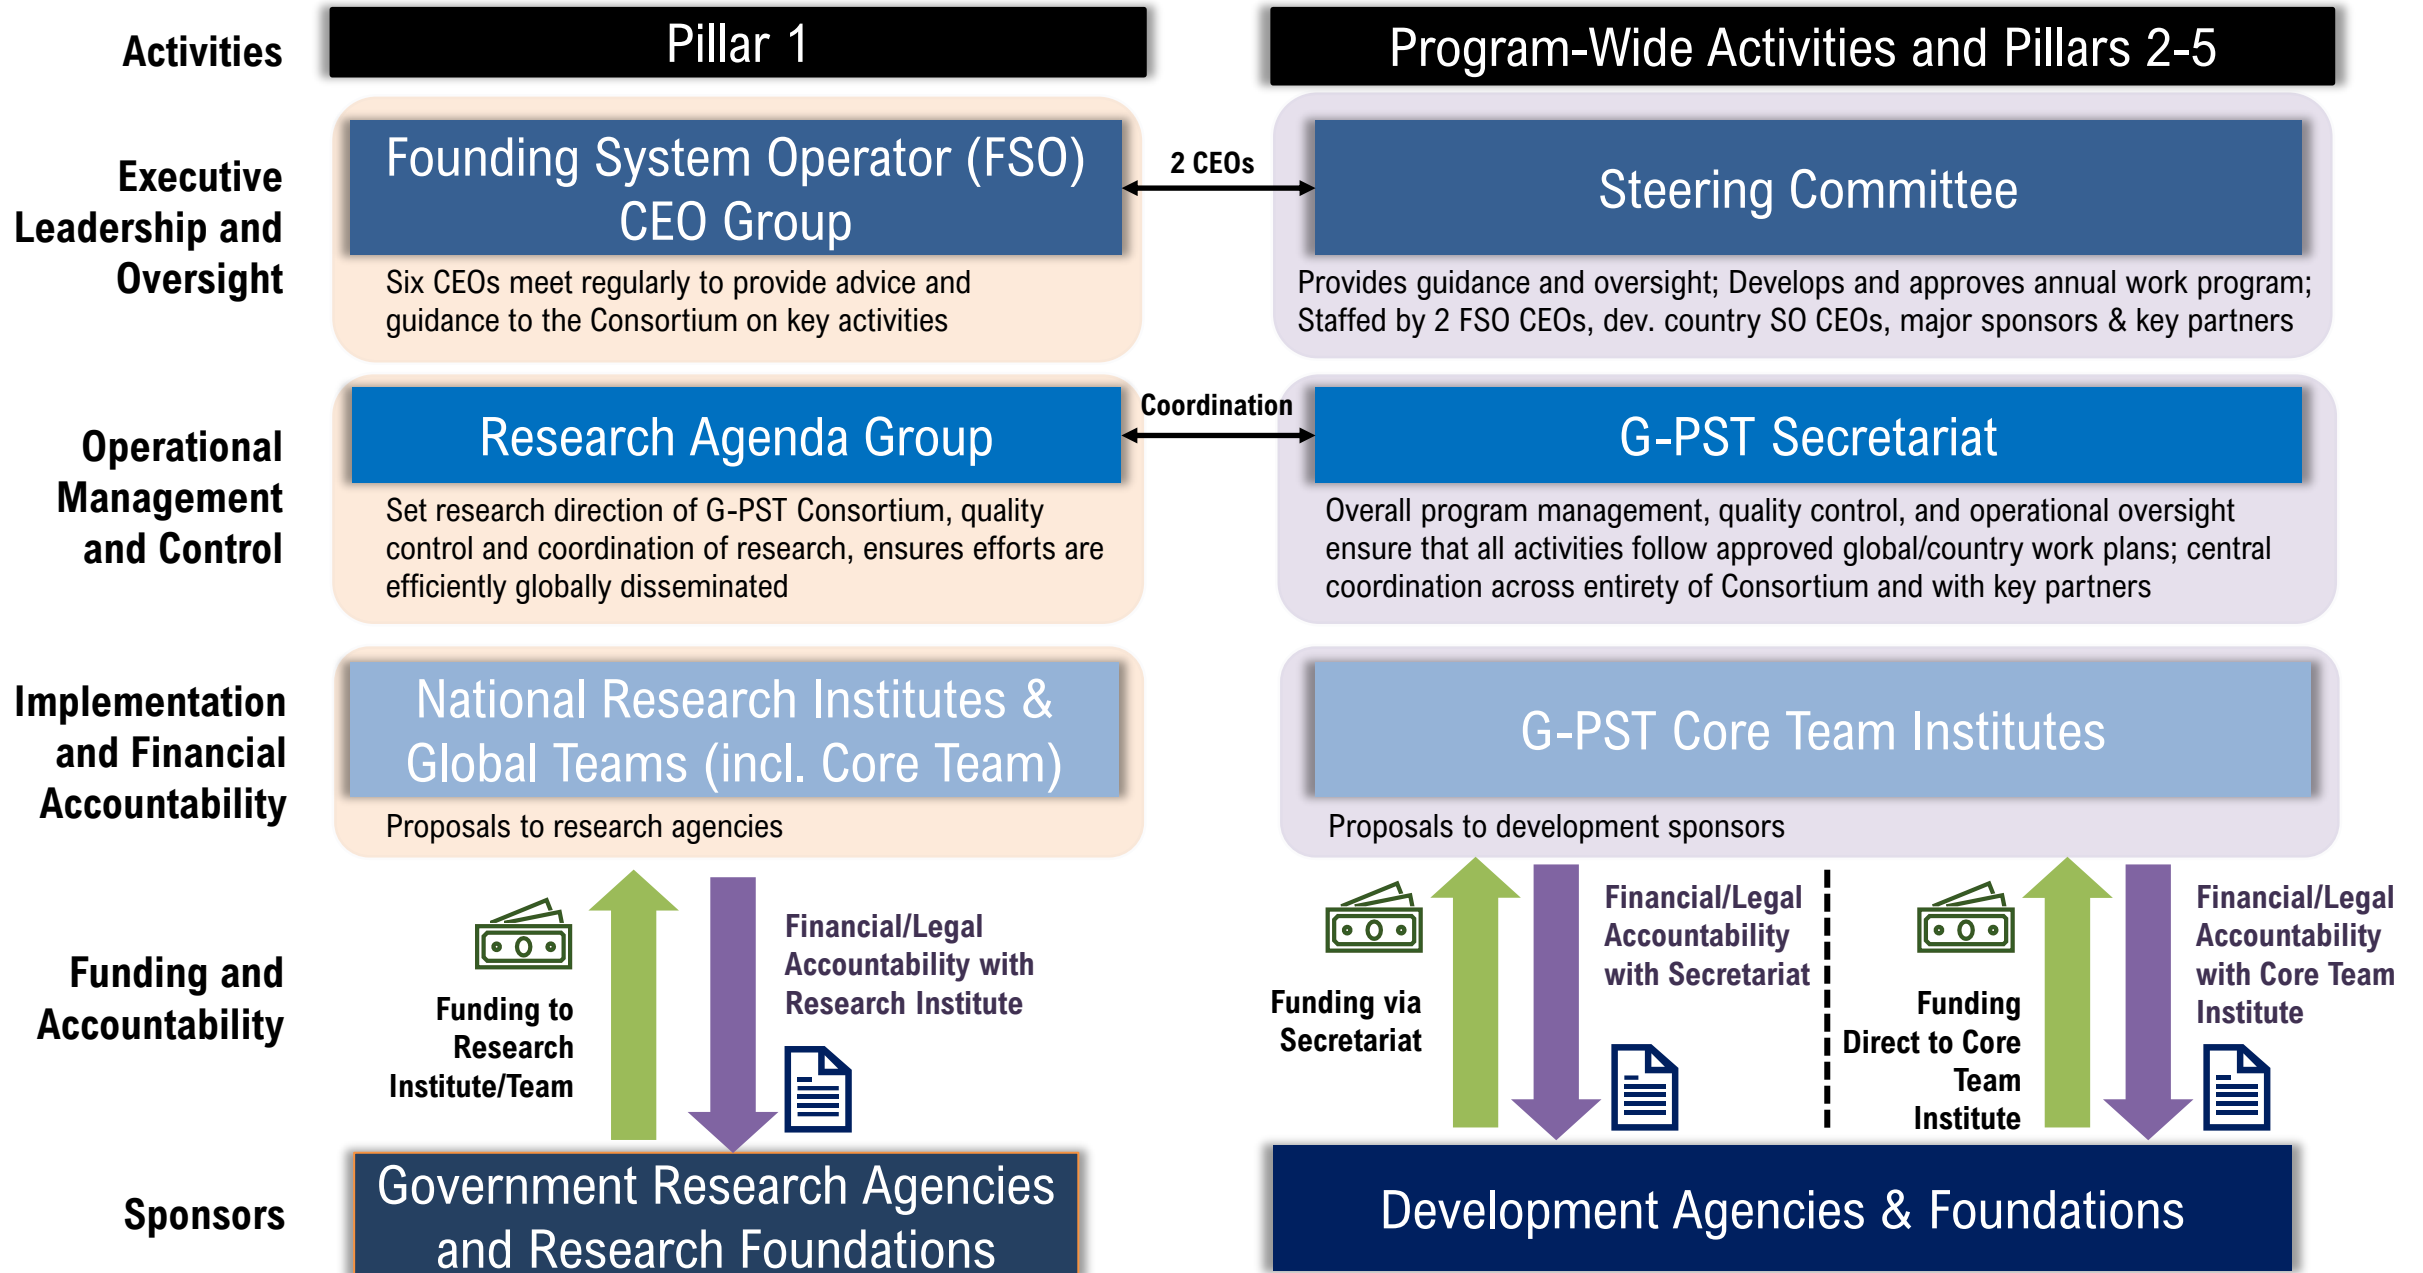 Activities
Pillar 1
Program-Wide Activities and Pillars 2-5
Executive
Leadership and
Oversight
Founding System Operator (FSO)
CEO Group
2 CEOs
Steering Committee
Six CEOs meet regularly to provide advice and
guidance to the Consortium on key activities
Provides guidance and oversight; Develops and approves annual work program;
Staffed by 2 FSO CEOs, dev. country SO CEOs, major sponsors & key partners
Operational
Management
and Control
Research Agenda Group
Coordination
G-PST Secretariat
Set research direction of G-PST Consortium, quality
control and coordination of research, ensures efforts are
efficiently globally disseminated
Overall program management, quality control, and operational oversight
ensure that all activities follow approved global/country work plans; central
coordination across entirety of Consortium and with key partners
Implementation
and Financial
Accountability
National Research Institutes &
Global Teams (incl. Core Team)
G-PST Core Team Institutes
Proposals to research agencies
Proposals to development sponsors
Funding and
Accountability
Funding to
Research
Institute/Team
Financial/Legal
Accountability with
Research Institute
Funding via
Secretariat
Financial/Legal
Accountability
with Secretariat
Funding
Direct to Core
Team
Institute
Financial/Legal
Accountability
with Core Team
Institute
Sponsors
Government Research Agencies
and Research Foundations
Development Agencies & Foundations